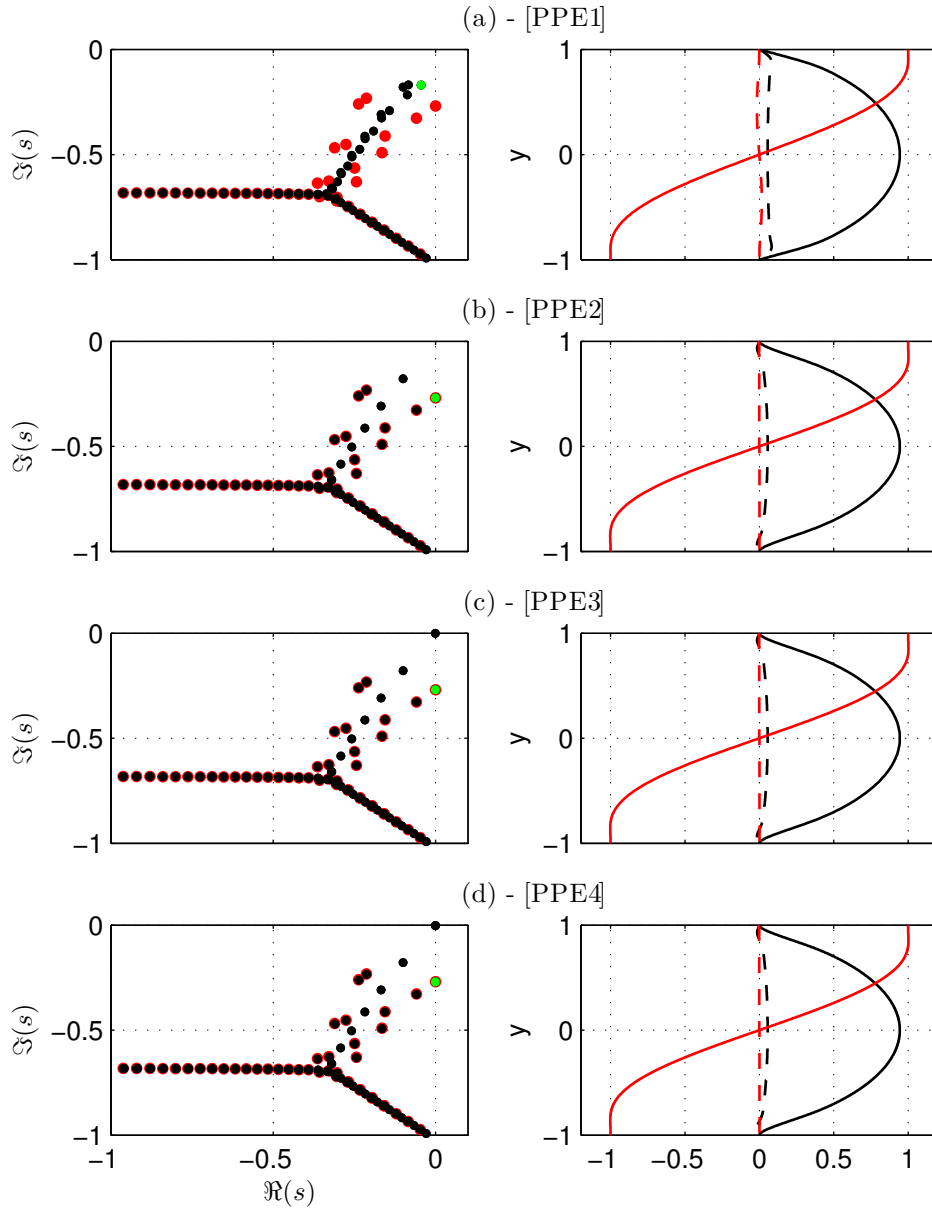 (a) - [PPE1]
0
−0.5
−1
ℑ(s)
1
0
−1
y
(b) - [PPE2]
0
−0.5
−1
ℑ(s)
1
0
−1
y
(c) - [PPE3]
0
−0.5
−1
ℑ(s)
1
0
−1
y
(d) - [PPE4]
0
−0.5
−1
ℑ(s)
1
0
−1
y
−1 −0.5 0
ℜ(s)
−1 −0.5 0 0.5 1